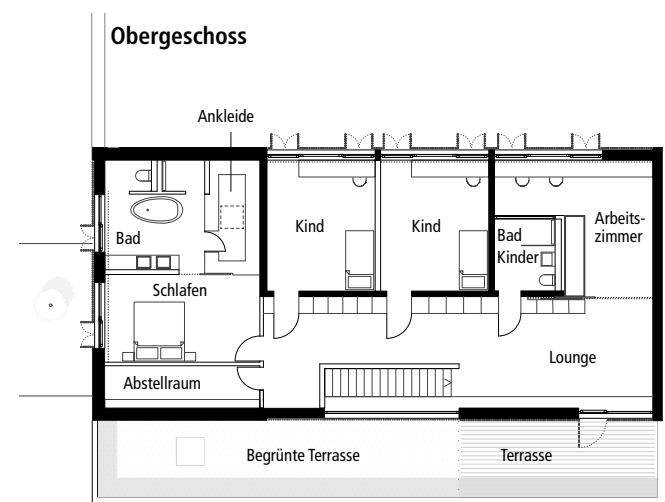 Obergeschoss
Ankleide
Kind
Kind
Bad
Bad
Kinder
Arbeits-
zimmer
Schlafen
Lounge
Abstellraum
Begrünte Terrasse
Terrasse